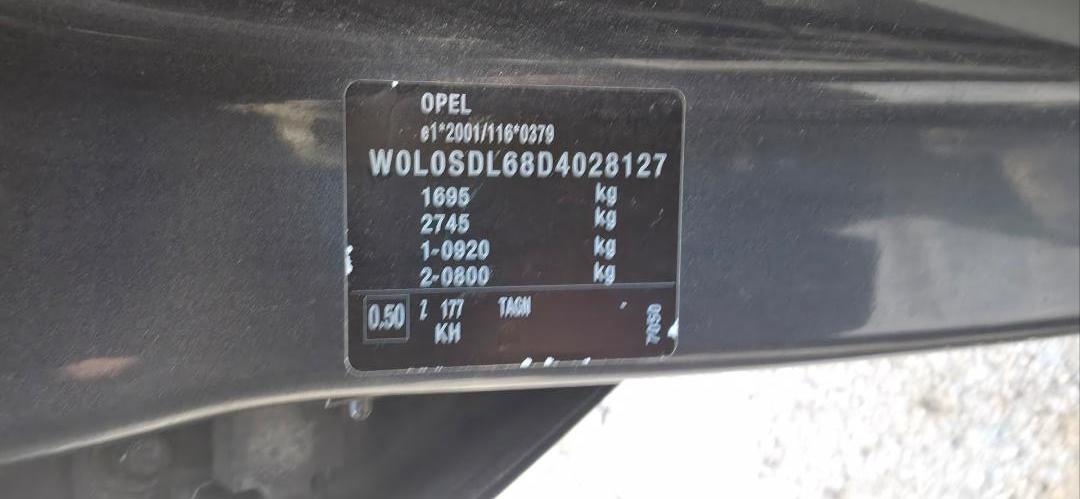 OPEL
e1*2001/116*0379
W0L0SDL68D4028127
1695 kg
2745 kg
1-0920 kg
2-0800 kg
0.50 Z 177 TAGN
KH
7050